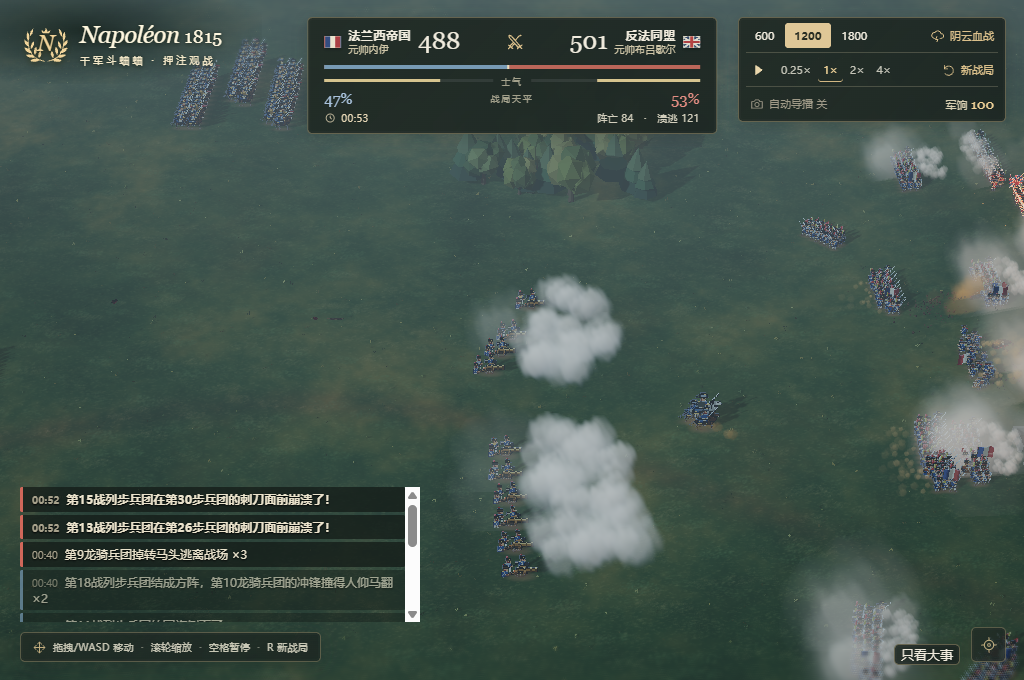 Napoléon 1815
千军斗蛐蛐 · 押注观战
法兰西帝国
元帅内伊
488
501
反法同盟
元帅布吕歇尔
士气
47%
战局天平
53%
00:53
阵亡 84 · 溃逃 121
600 1200 1800 阴云血战
0.25× 1× 2× 4× 新战局
自动导播 关 军饷 100
00:52 第15战列步兵团在第30步兵团的刺刀面前崩溃了！
00:52 第13战列步兵团在第26步兵团的刺刀面前崩溃了！
00:40 第9龙骑兵团掉转马头逃离战场 ×3
00:40 第18战列步兵团结成方阵，第10龙骑兵团的冲锋撞得人仰马翻
×2
拖拽/WASD 移动 · 滚轮缩放 · 空格暂停 · R 新战局
只看大事